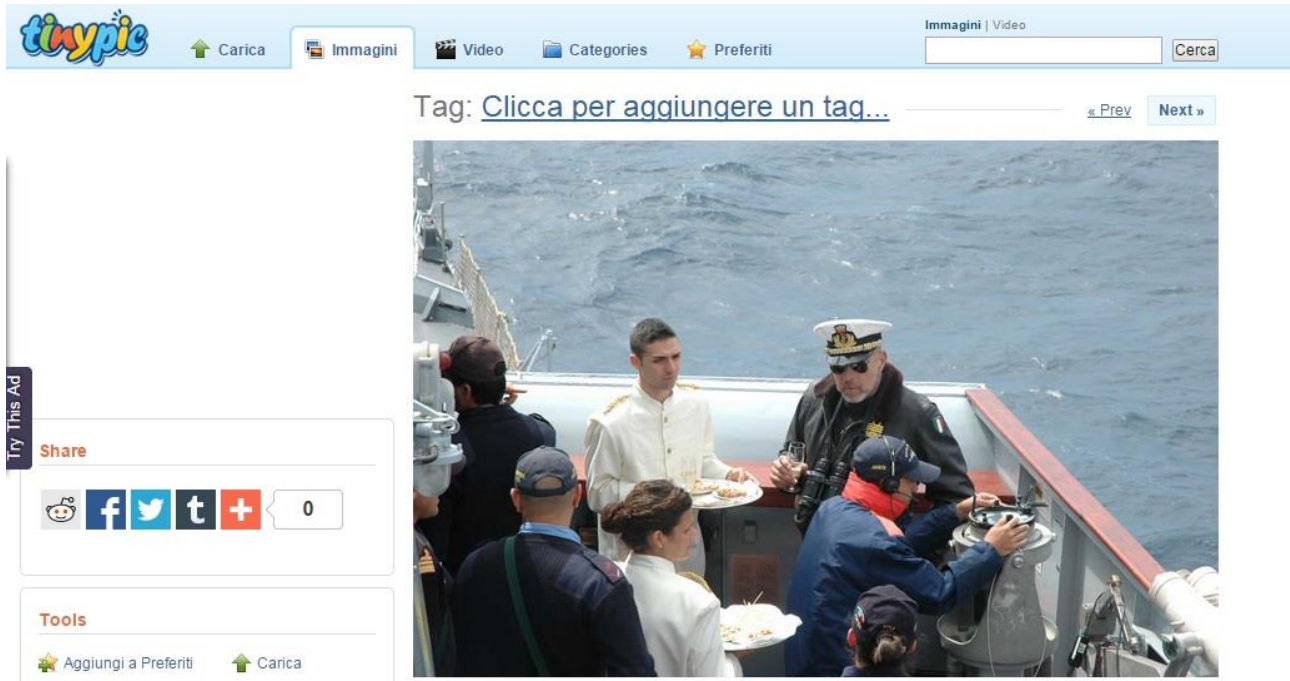 tinypic
Carica
Immagini
Video
Categories
Preferiti
Immagini | Video
Cerca
Tag: Clicca per aggiungere un tag...
« Prev
Next »
Try This Ad
Share
0
Tools
Aggiungi a Preferiti
Carica